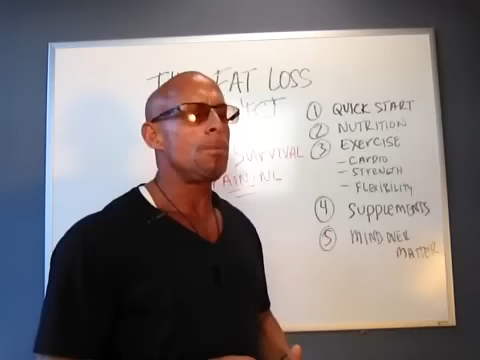 FAT LOSS
① QUICK START
② NUTRITION
③ EXERCISE
- CARDIO
- STRENGTH
- FLEXIBILITY
④ SUPPLEMENTS
⑤ MIND OVER
MATTER
SURVIVAL